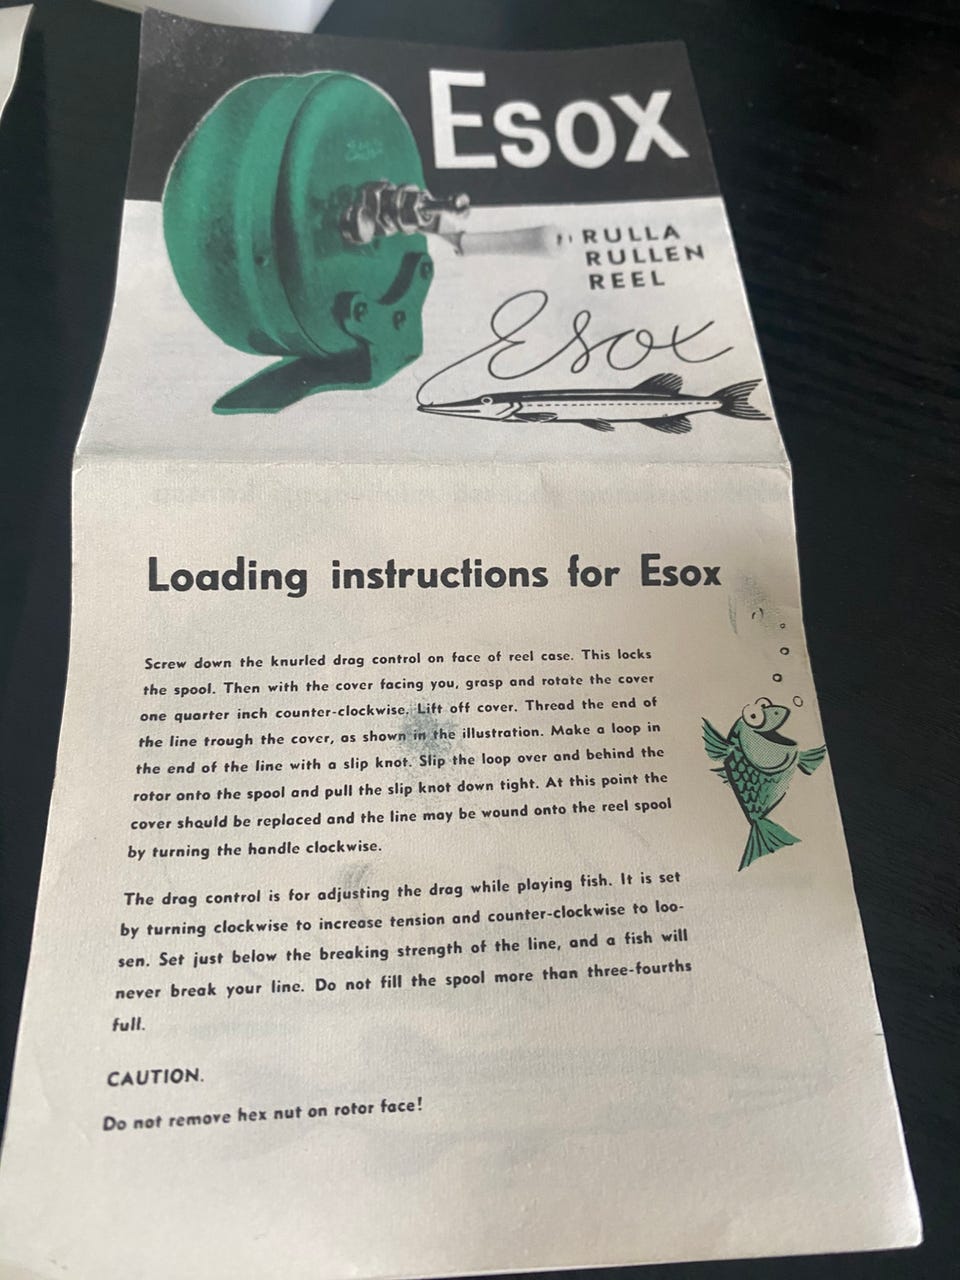 Esox
RULLA
RULLEN
REEL
Esox
Loading instructions for Esox
Screw down the knurled drag control on face of reel case. This locks
the spool. Then with the cover facing you, grasp and rotate the cover
one quarter inch counter-clockwise. Lift off cover. Thread the end of
the line trough the cover, as shown in the illustration. Make a loop in
the end of the line with a slip knot. Slip the loop over and behind the
rotor onto the spool and pull the slip knot down tight. At this point the
cover should be replaced and the line may be wound onto the reel spool
by turning the handle clockwise.
The drag control is for adjusting the drag while playing fish. It is set
by turning clockwise to increase tension and counter-clockwise to loo-
sen. Set just below the breaking strength of the line, and a fish will
never break your line. Do not fill the spool more than three-fourths
full.
CAUTION.
Do not remove hex nut on rotor face!